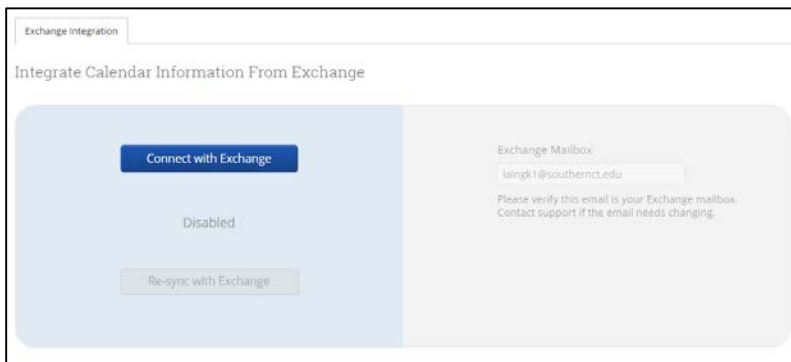 Exchange Integration
Integrate Calendar Information From Exchange
Connect with Exchange
Disabled
Re-sync with Exchange
Exchange Mailbox
laingk1@southernct.edu
Please verify this email is your Exchange mailbox.
Contact support if the email needs changing.